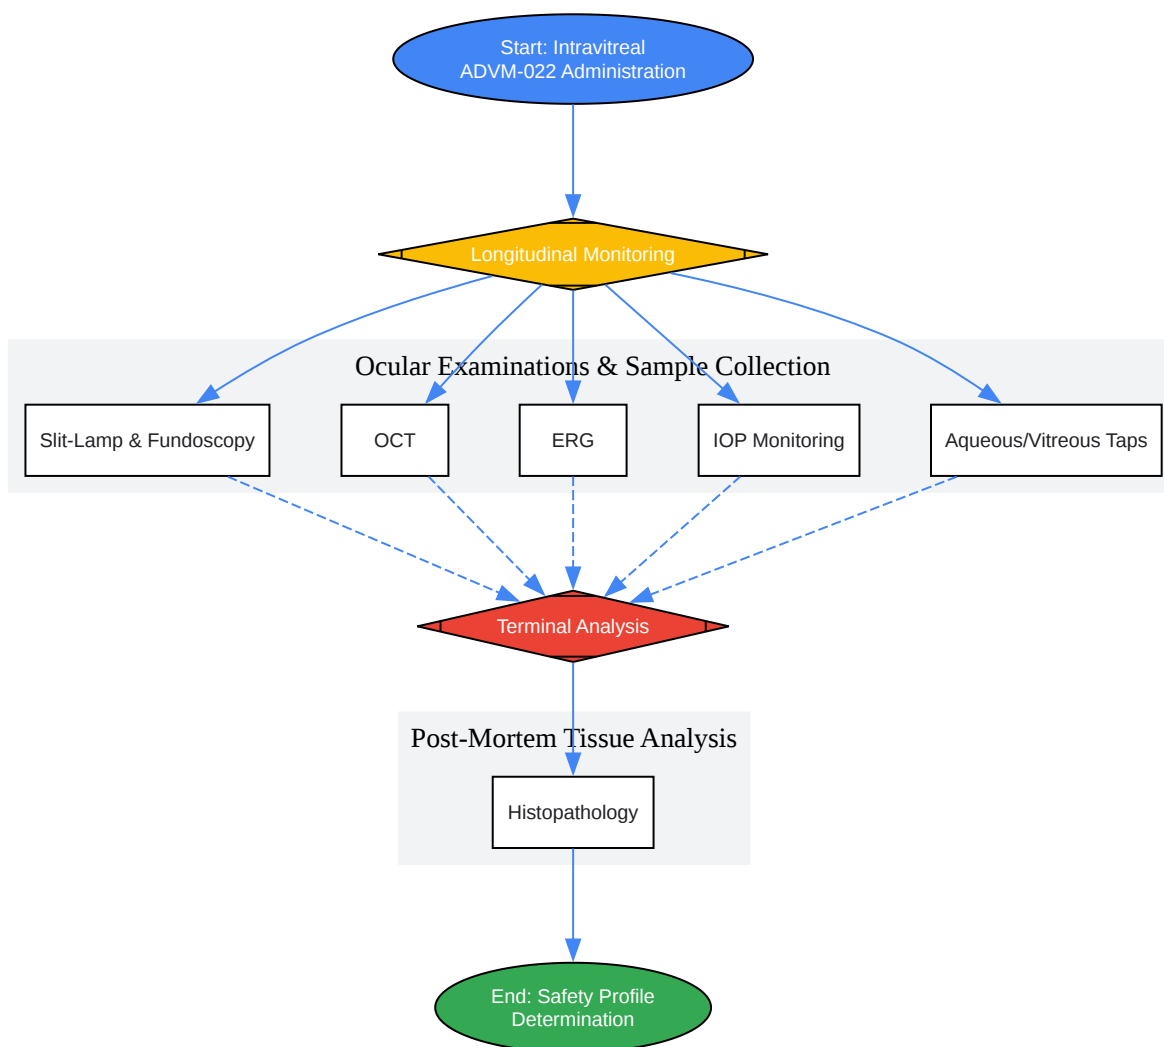 Start: Intravitreal
ADVM-022 Administration
Longitudinal Monitoring
Ocular Examinations & Sample Collection
Slit-Lamp & Fundoscopy
OCT
ERG
IOP Monitoring
Aqueous/Vitreous Taps
Terminal Analysis
Post-Mortem Tissue Analysis
Histopathology
End: Safety Profile
Determination